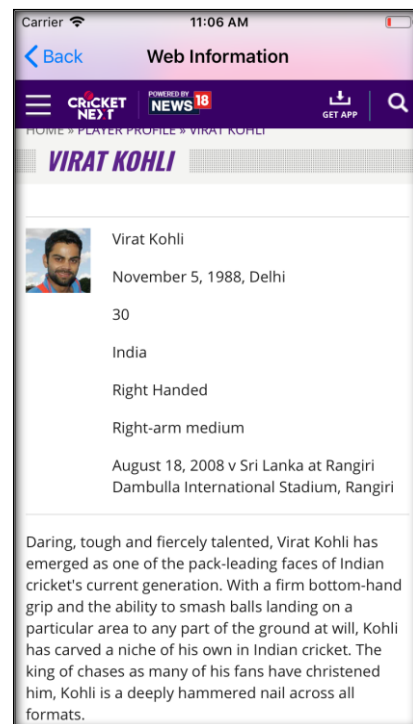 Carrier 11:06 AM
Back Web Information
CRICKET NEXT POWERED BY NEWS 18 GET APP
HOME » PLAYER PROFILE » VIRAT KOHLI
VIRAT KOHLI
Virat Kohli
November 5, 1988, Delhi
30
India
Right Handed
Right-arm medium
August 18, 2008 v Sri Lanka at Rangiri
Dambulla International Stadium, Rangiri
Daring, tough and fiercely talented, Virat Kohli has
emerged as one of the pack-leading faces of Indian
cricket's current generation. With a firm bottom-hand
grip and the ability to smash balls landing on a
particular area to any part of the ground at will, Kohli
has carved a niche of his own in Indian cricket. The
king of chases as many of his fans have christened
him, Kohli is a deeply hammered nail across all
formats.